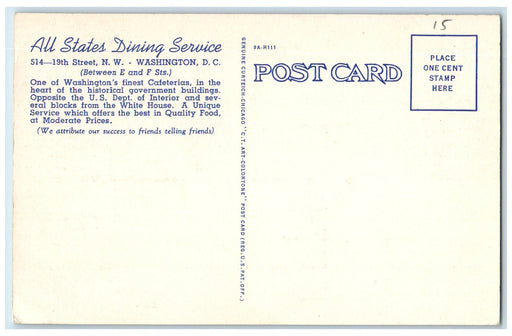 All States Dining Service
514—19th Street, N. W. - WASHINGTON, D. C.
(Between E and F Sts.)
One of Washington's finest Cafeterias, in the
heart of the historical government buildings.
Opposite the U. S. Dept. of Interior and sev-
eral blocks from the White House. A Unique
Service which offers the best in Quality Food,
at Moderate Prices.
(We attribute our success to friends telling friends)
GENUINE CURTEICH-CHICAGO "C.T. ART-COLORTONE" POST CARD (REG. U.S. PAT. OFF.)
9A-H111
POST CARD
15
PLACE
ONE CENT
STAMP
HERE